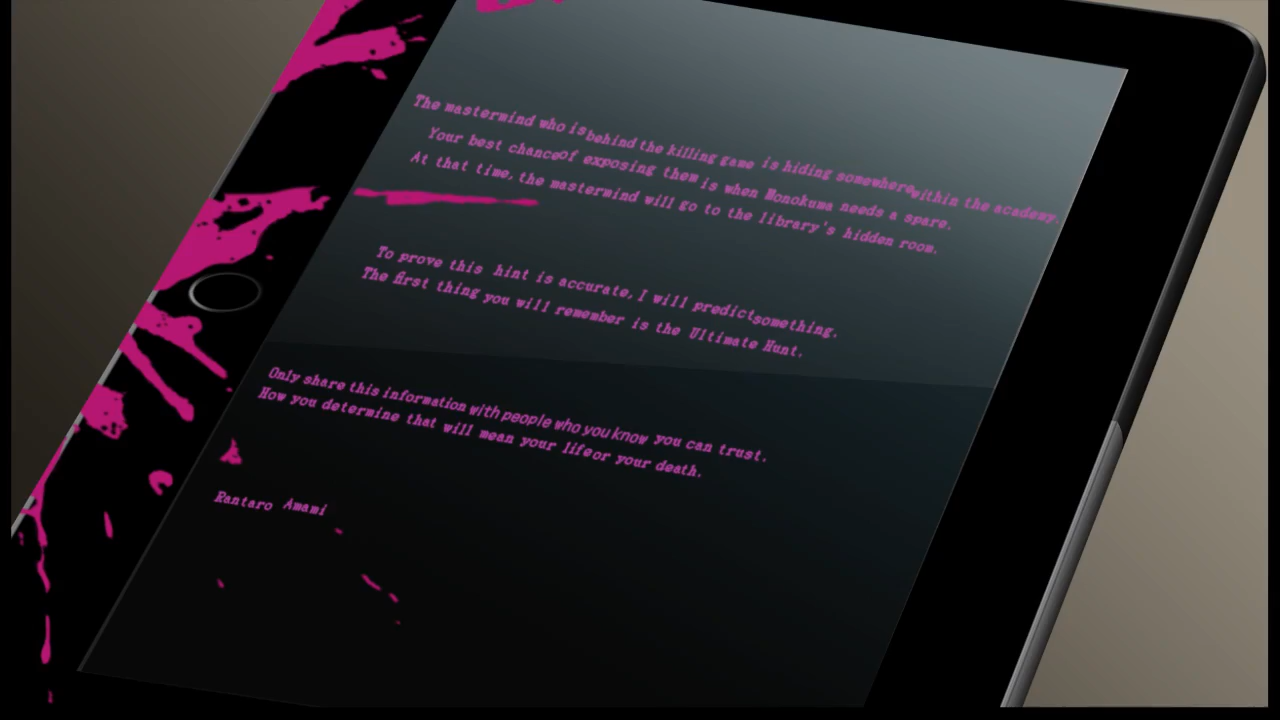 The mastermind who is behind the killing game is hiding somewhere within the academy.
Your best chance of exposing them is when Monokuma needs a spare.
At that time, the mastermind will go to the library's hidden room.
To prove this hint is accurate, I will predict something.
The first thing you will remember is the Ultimate Hunt.
Only share this information with people who you know you can trust.
How you determine that will mean your life or your death.
Rantaro Amami